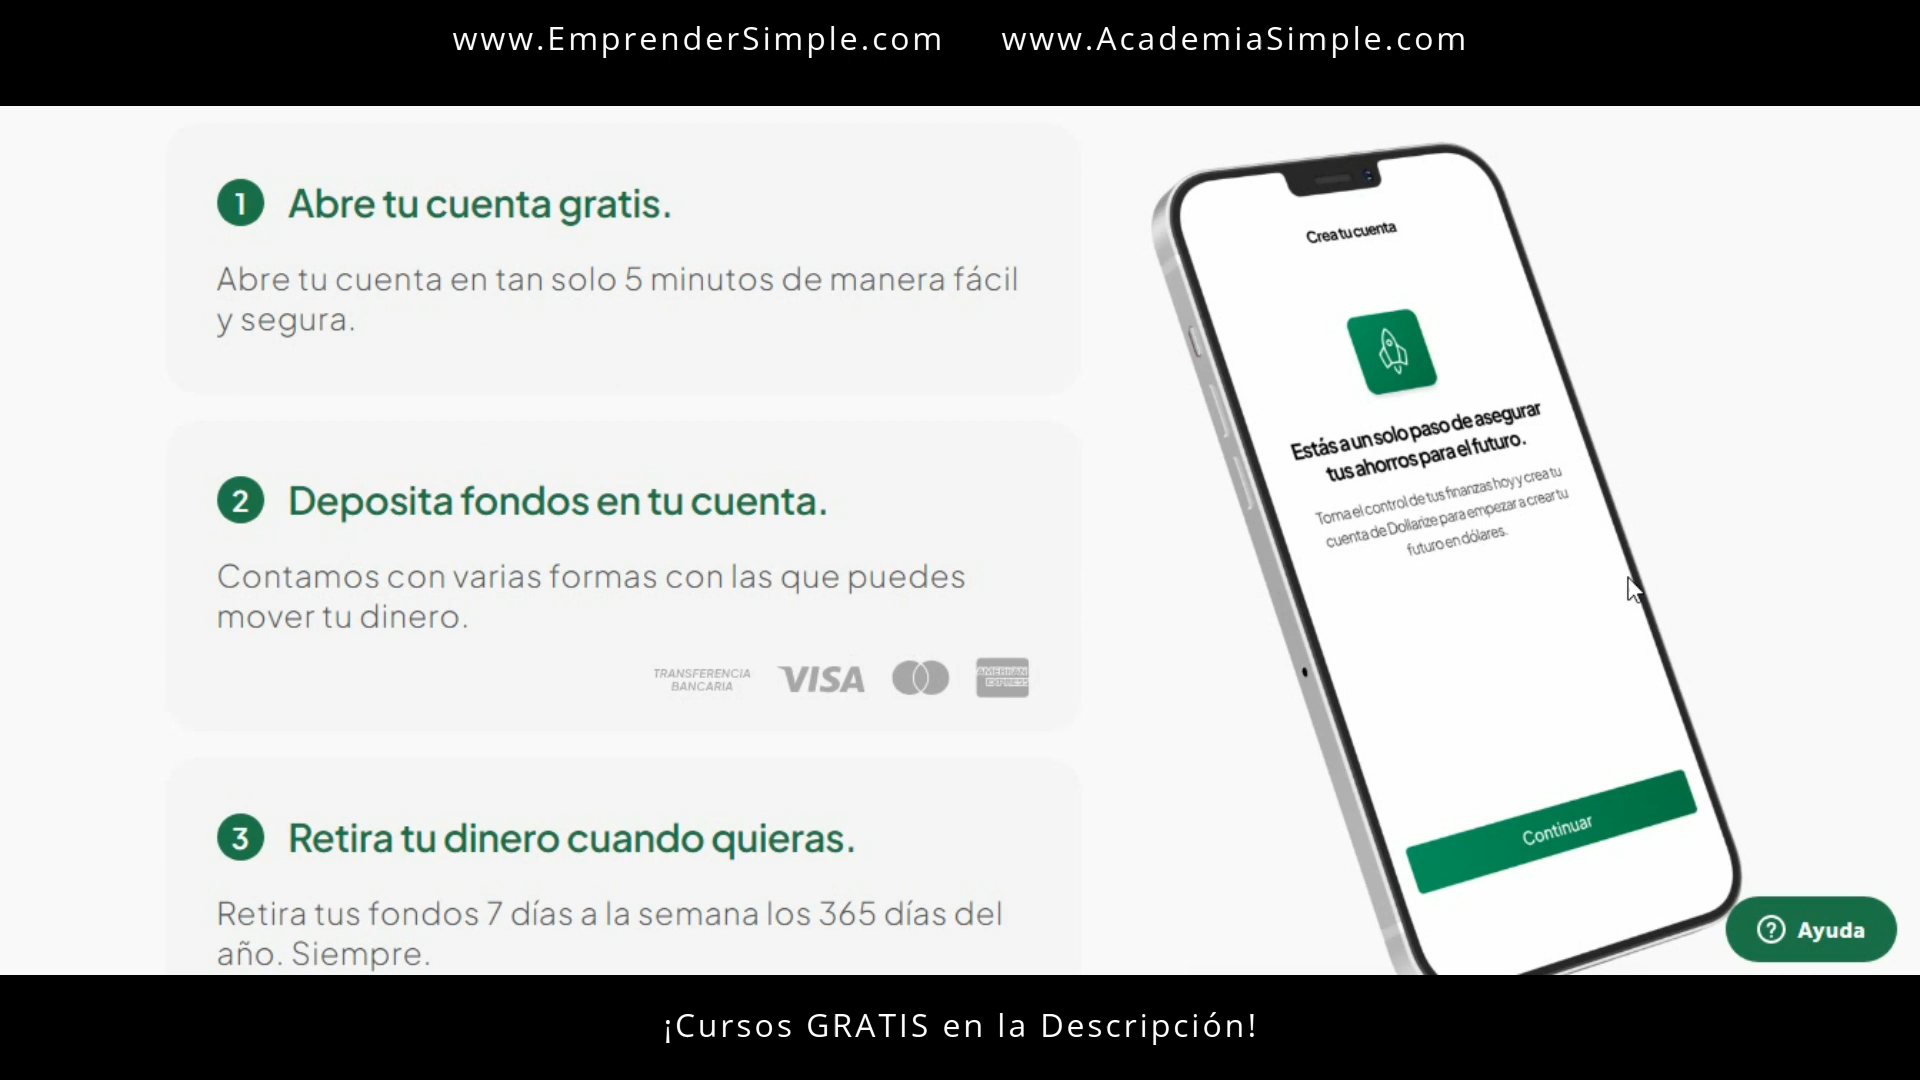 www.EmprenderSimple.com www.AcademiaSimple.com
1 Abre tu cuenta gratis.
Abre tu cuenta en tan solo 5 minutos de manera fácil
y segura.
2 Deposita fondos en tu cuenta.
Contamos con varias formas con las que puedes
mover tu dinero.
TRANSFERENCIA
BANCARIA
VISA
AMERICAN
EXPRESS
3 Retira tu dinero cuando quieras.
Retira tus fondos 7 días a la semana los 365 días del
año. Siempre.
Crea tu cuenta
Estás a un solo paso de asegurar
tus ahorros para el futuro.
Toma el control de tus finanzas hoy y crea tu
cuenta de Dollarize para empezar a crear tu
futuro en dólares.
Continuar
? Ayuda
¡Cursos GRATIS en la Descripción!